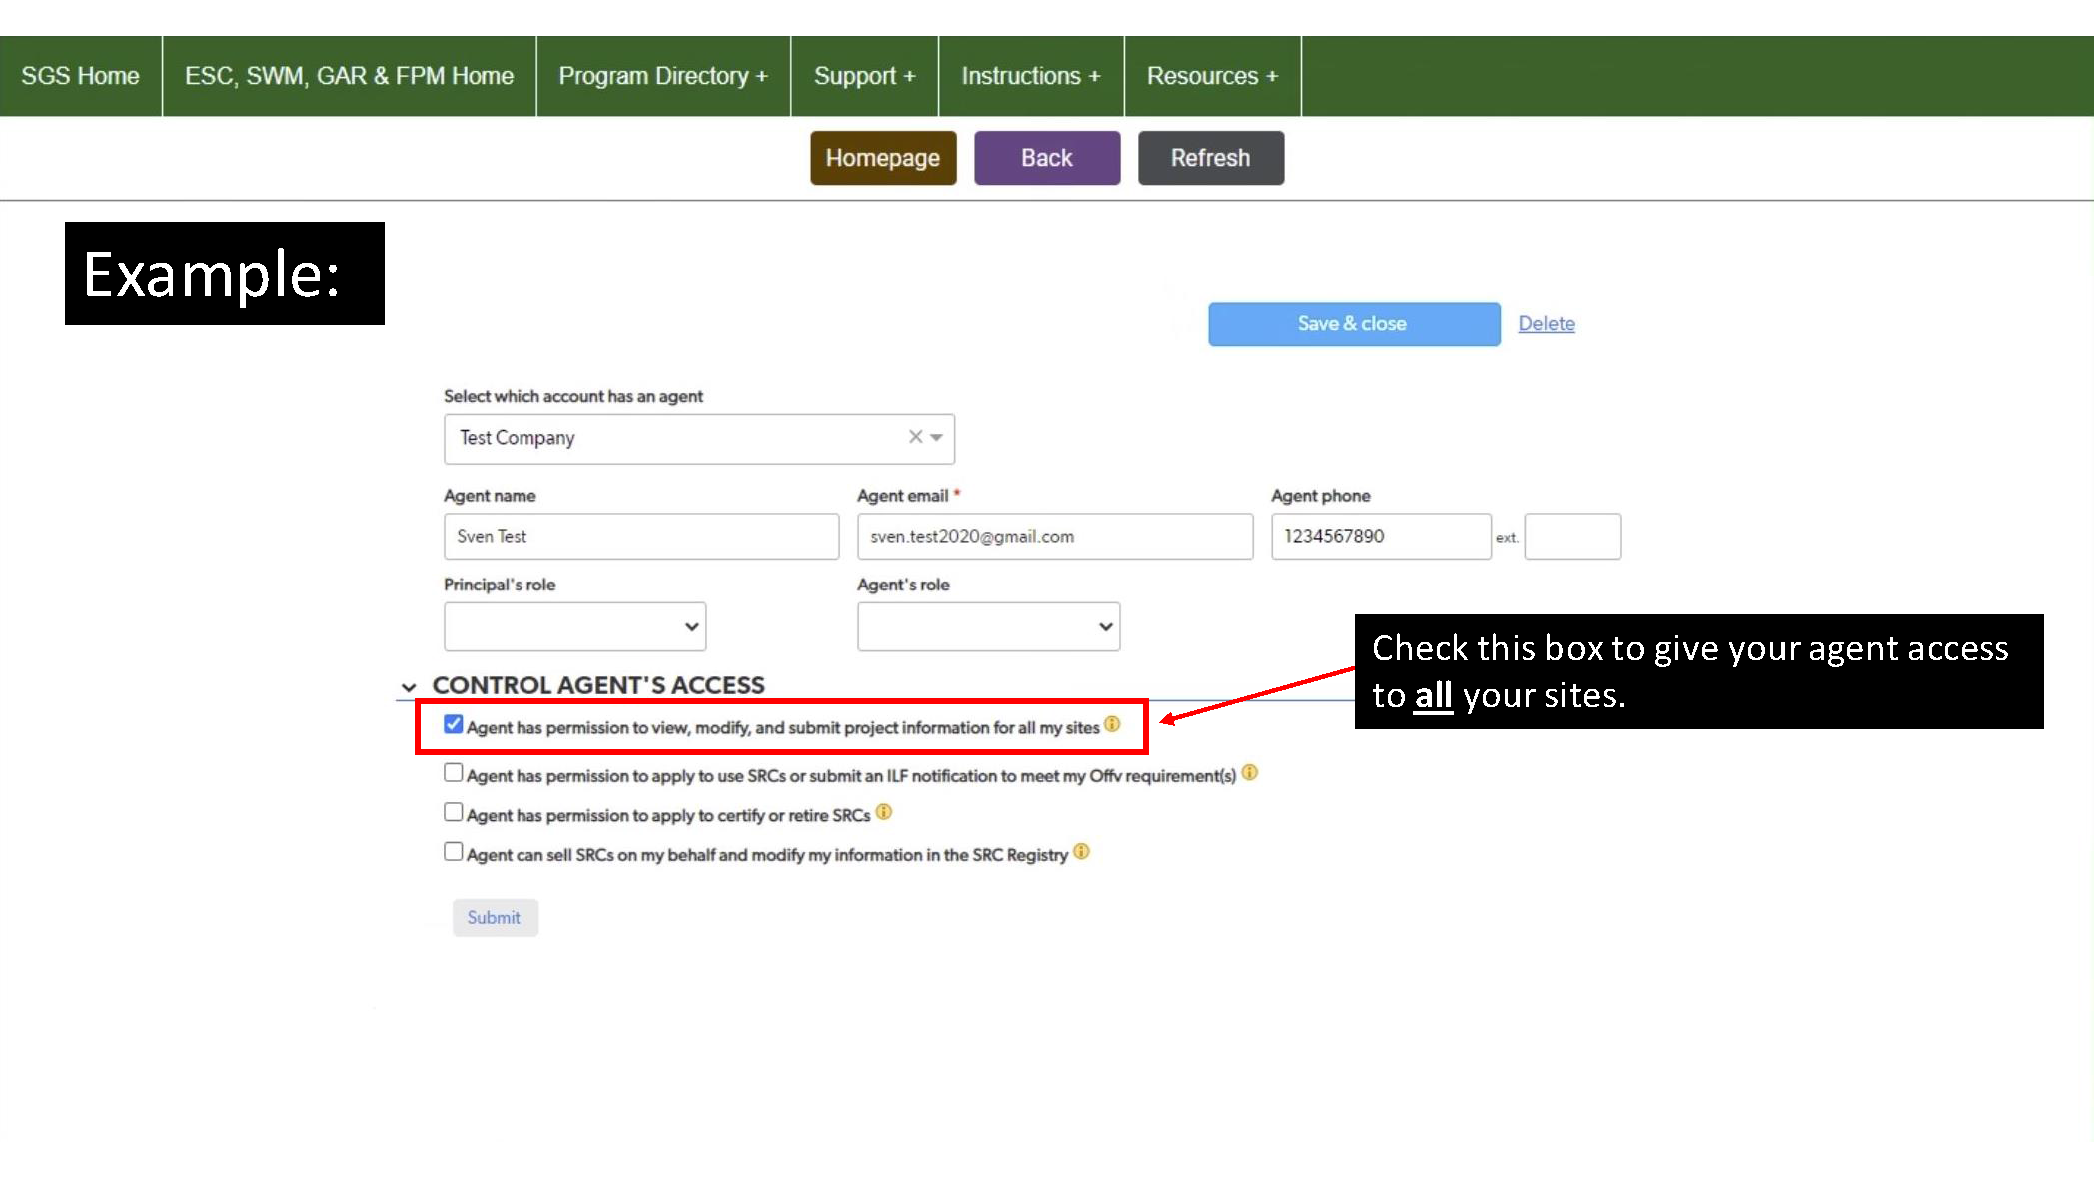 SGS Home ESC, SWM, GAR & FPM Home Program Directory + Support + Instructions + Resources +
Homepage Back Refresh
Example:
Save & close Delete
Select which account has an agent
Test Company
Agent name Agent email * Agent phone
Sven Test sven.test2020@gmail.com 1234567890 ext.
Principal's role Agent's role
Check this box to give your agent access
to all your sites.
CONTROL AGENT'S ACCESS
Agent has permission to view, modify, and submit project information for all my sites
Agent has permission to apply to use SRCs or submit an ILF notification to meet my Offv requirement(s)
Agent has permission to apply to certify or retire SRCs
Agent can sell SRCs on my behalf and modify my information in the SRC Registry
Submit